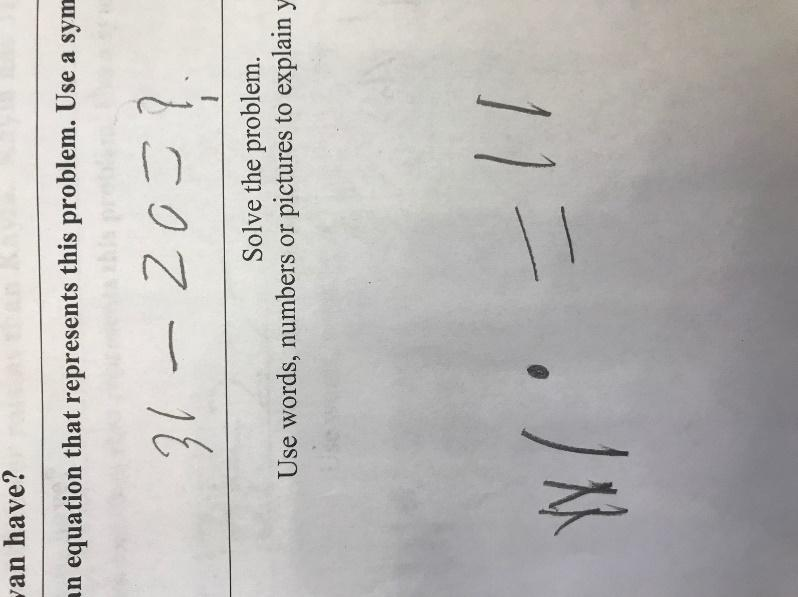 van have?
an equation that represents this problem. Use a sym
31 - 20 = ?
Solve the problem.
Use words, numbers or pictures to explain y
. = 11